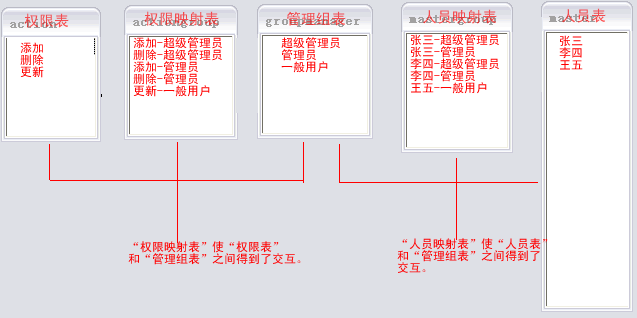 权限表
action
添加
删除
更新
权限映射表
actiongroup
添加-超级管理员
删除-超级管理员
添加-管理员
删除-管理员
更新-一般用户
管理组表
groupmanager
超级管理员
管理员
一般用户
人员映射表
mastergroup
张三-超级管理员
张三-管理员
李四-超级管理员
李四-管理员
王五-一般用户
人员表
master
张三
李四
王五
“权限映射表”使“权限表”
和“管理组表”之间得到了交互。
“人员映射表”使“人员表”
和“管理组表”之间得到了
交互。